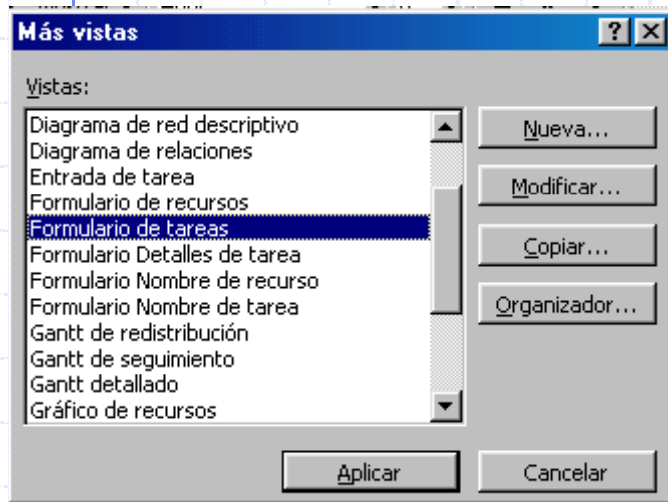 Más vistas
Vistas:
Diagrama de red descriptivo
Diagrama de relaciones
Entrada de tarea
Formulario de recursos
Formulario de tareas
Formulario Detalles de tarea
Formulario Nombre de recurso
Formulario Nombre de tarea
Gantt de redistribución
Gantt de seguimiento
Gantt detallado
Gráfico de recursos
Nueva...
Modificar...
Copiar...
Organizador...
Aplicar
Cancelar